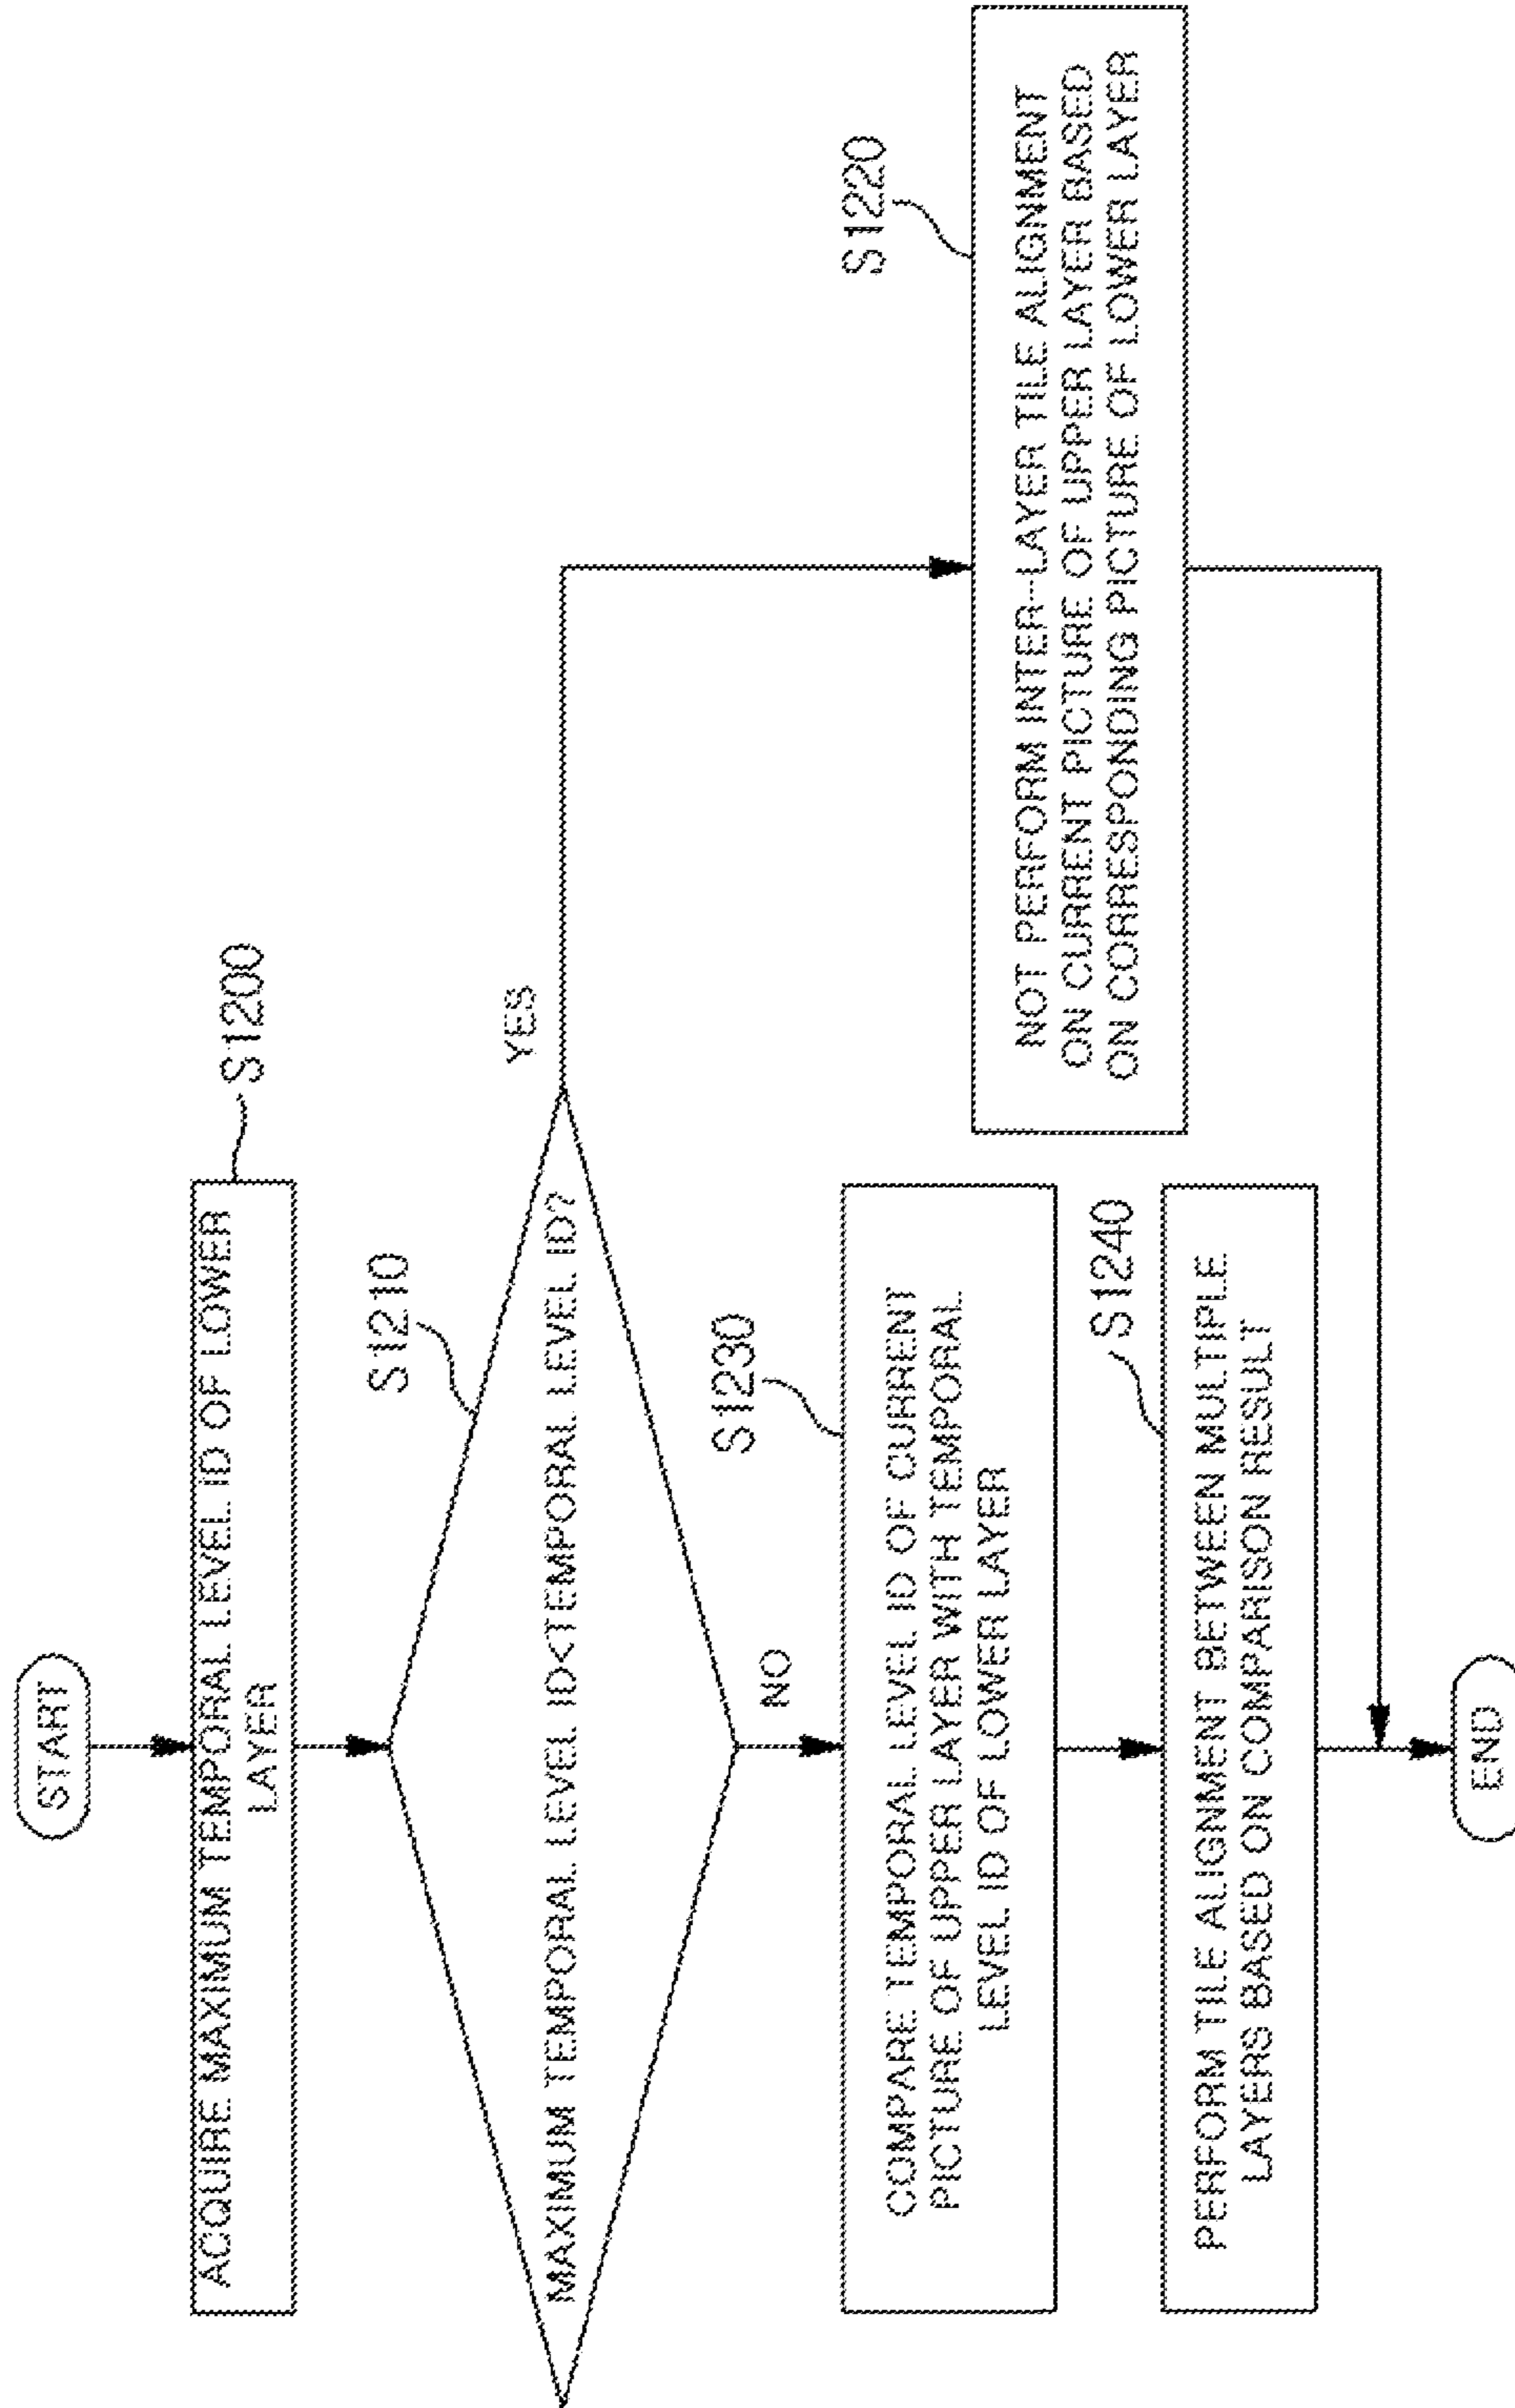 START
ACQUIRE MAXIMUM TEMPORAL LEVEL ID OF LOWER
LAYER
S1200
S1210
MAXIMUM TEMPORAL LEVEL ID<TEMPORAL LEVEL ID?
YES
NO
S1220
NOT PERFORM INTER-LAYER TILE ALIGNMENT
ON CURRENT PICTURE OF UPPER LAYER BASED
ON CORRESPONDING PICTURE OF LOWER LAYER
S1230
COMPARE TEMPORAL LEVEL ID OF CURRENT
PICTURE OF UPPER LAYER WITH TEMPORAL
LEVEL ID OF LOWER LAYER
S1240
PERFORM TILE ALIGNMENT BETWEEN MULTIPLE
LAYERS BASED ON COMPARISON RESULT
END